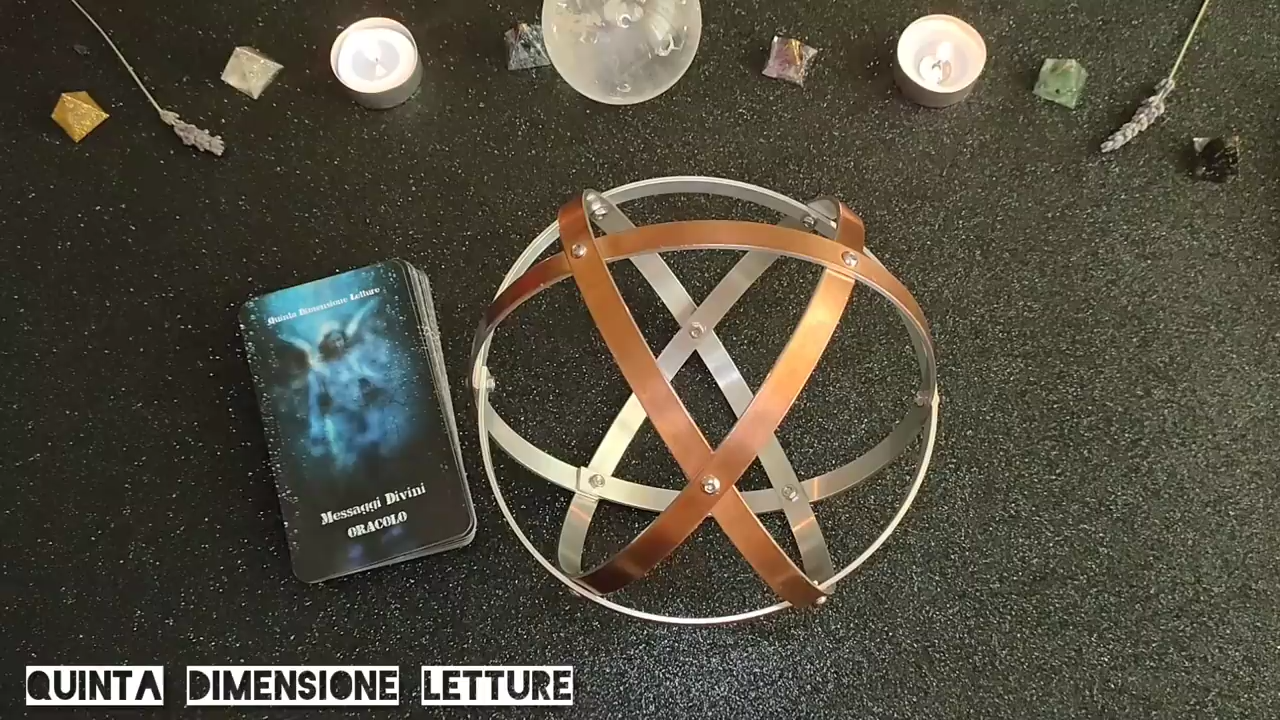 Quinta Dimensione Letture
Messaggi Divini
ORACOLO
QUINTA DIMENSIONE LETTURE